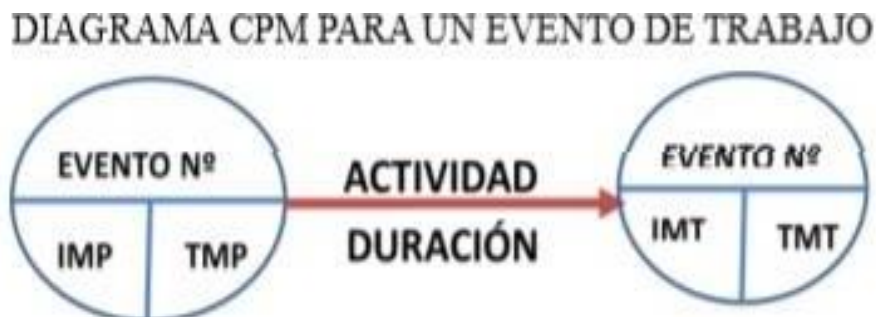 DIAGRAMA CPM PARA UN EVENTO DE TRABAJO
EVENTO Nº
IMP TMP
ACTIVIDAD
DURACIÓN
EVENTO Nº
IMT TMT